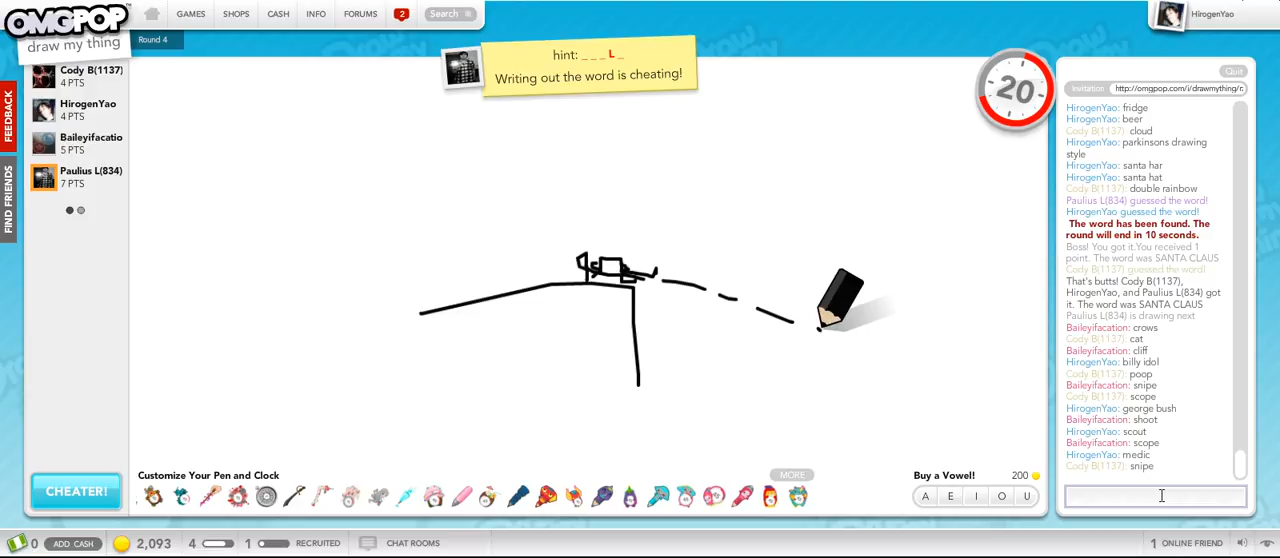 OMGPOP™
draw my thing
GAMES
SHOPS
CASH
INFO
FORUMS
2
Search
HirogenYao
Round 4
FEEDBACK
FIND FRIENDS
Cody B(1137)
4 PTS
HirogenYao
4 PTS
Baileyifacatio
5 PTS
Paulius L(834)
7 PTS
hint: _ _ _ L _
Writing out the word is cheating!
20
Quit
Invitation
http://omgpop.com/i/drawmything/r
HirogenYao: fridge
HirogenYao: beer
Cody B(1137): cloud
HirogenYao: parkinsons drawing
style
HirogenYao: santa har
HirogenYao: santa hat
Cody B(1137): double rainbow
Paulius L(834) guessed the word!
HirogenYao guessed the word!
The word has been found. The
round will end in 10 seconds.
Boss! You got it.You received 1
point. The word was SANTA CLAUS
Cody B(1137) guessed the word!
That's butts! Cody B(1137),
HirogenYao, and Paulius L(834) got
it. The word was SANTA CLAUS
Paulius L(834) is drawing next
Baileyifacation: crows
Cody B(1137): cat
Baileyifacation: cliff
HirogenYao: billy idol
Cody B(1137): poop
Baileyifacation: snipe
Cody B(1137): scope
HirogenYao: george bush
Baileyifacation: shoot
HirogenYao: scout
Baileyifacation: scope
HirogenYao: medic
Cody B(1137): snipe
CHEATER!
Customize Your Pen and Clock
MORE
Buy a Vowel!
200
A E I O U
0
ADD CASH
2,093
4
1
RECRUITED
CHAT ROOMS
1 ONLINE FRIEND